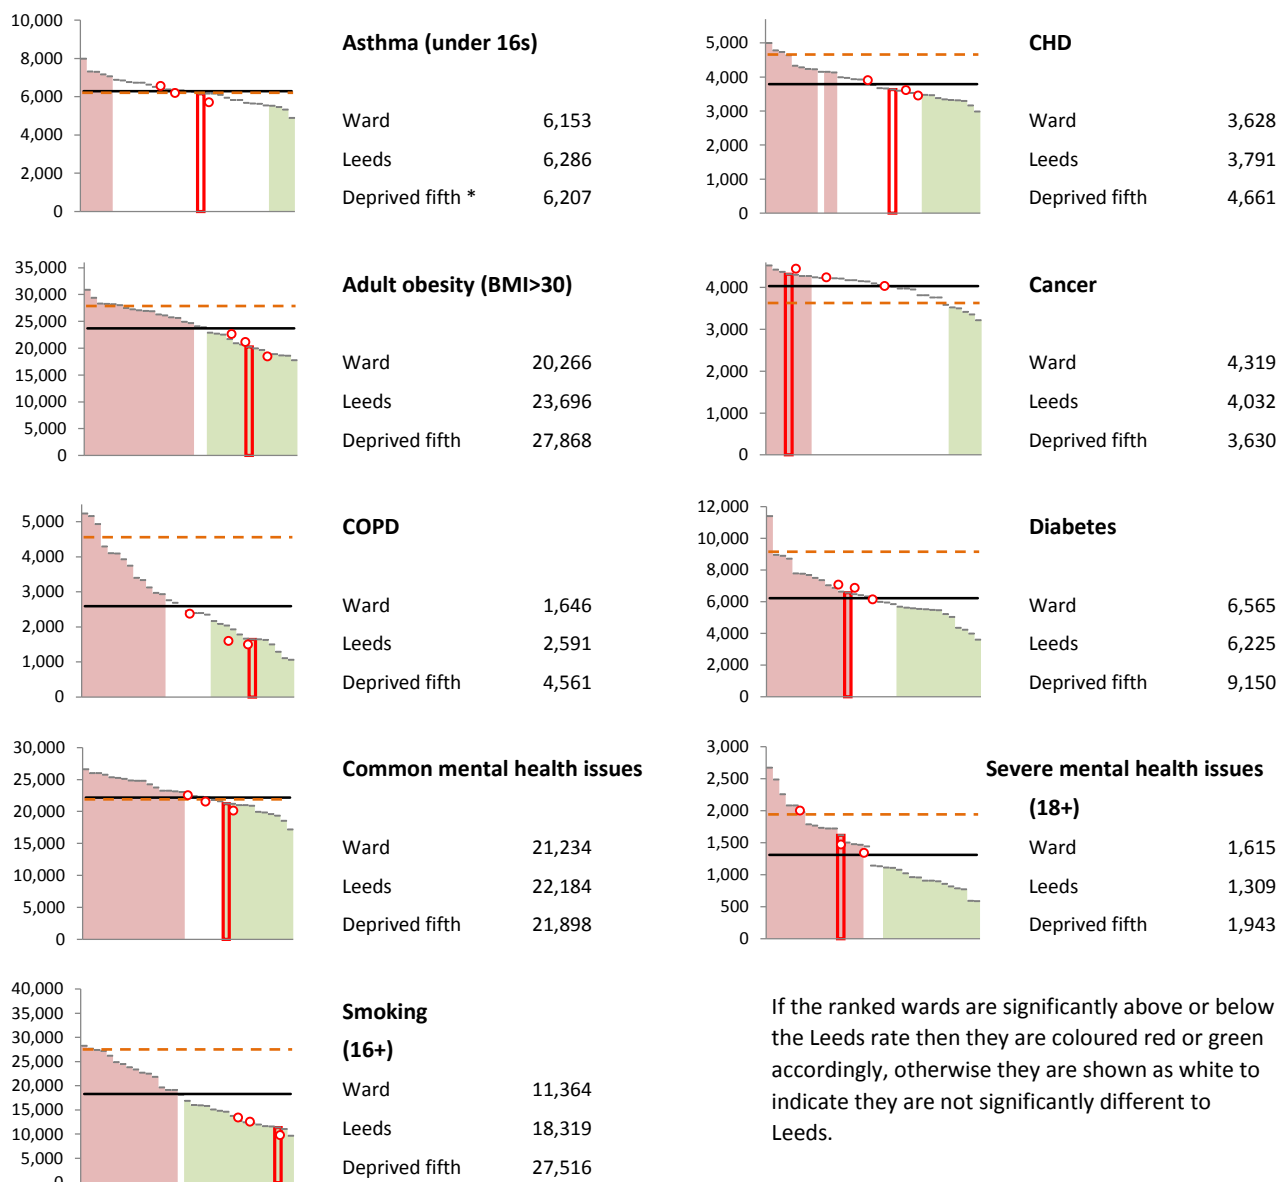 10,000
8,000
6,000
4,000
2,000
0
Asthma (under 16s)
Ward 6,153
Leeds 6,286
Deprived fifth * 6,207
5,000
4,000
3,000
2,000
1,000
0
CHD
Ward 3,628
Leeds 3,791
Deprived fifth 4,661
35,000
30,000
25,000
20,000
15,000
10,000
5,000
0
Adult obesity (BMI>30)
Ward 20,266
Leeds 23,696
Deprived fifth 27,868
4,000
3,000
2,000
1,000
0
Cancer
Ward 4,319
Leeds 4,032
Deprived fifth 3,630
5,000
4,000
3,000
2,000
1,000
0
COPD
Ward 1,646
Leeds 2,591
Deprived fifth 4,561
12,000
10,000
8,000
6,000
4,000
2,000
0
Diabetes
Ward 6,565
Leeds 6,225
Deprived fifth 9,150
30,000
25,000
20,000
15,000
10,000
5,000
0
Common mental health issues
Ward 21,234
Leeds 22,184
Deprived fifth 21,898
3,000
2,500
2,000
1,500
1,000
500
0
Severe mental health issues
(18+)
Ward 1,615
Leeds 1,309
Deprived fifth 1,943
40,000
35,000
30,000
25,000
20,000
15,000
10,000
5,000
0
Smoking
(16+)
Ward 11,364
Leeds 18,319
Deprived fifth 27,516
If the ranked wards are significantly above or below
the Leeds rate then they are coloured red or green
accordingly, otherwise they are shown as white to
indicate they are not significantly different to
Leeds.